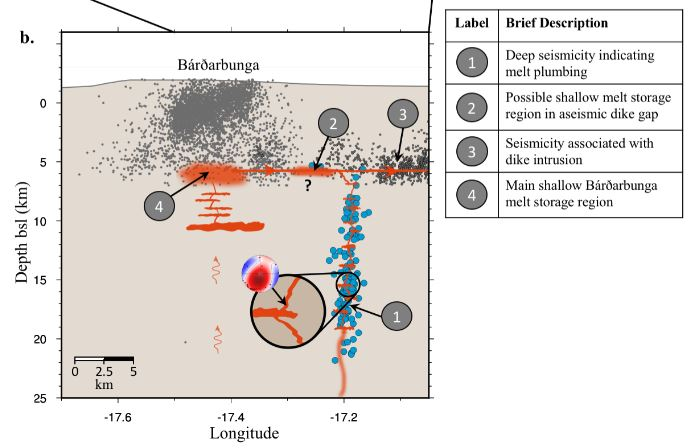 b.
Bárðarbunga
0
5
10
15
20
25
Depth bsl (km)
2
3
4
?
1
0 2.5 5
km
-17.6 -17.4 -17.2
Longitude
Label Brief Description
1 Deep seismicity indicating
melt plumbing
2 Possible shallow melt storage
region in aseismic dike gap
3 Seismicity associated with
dike intrusion
4 Main shallow Bárðarbunga
melt storage region